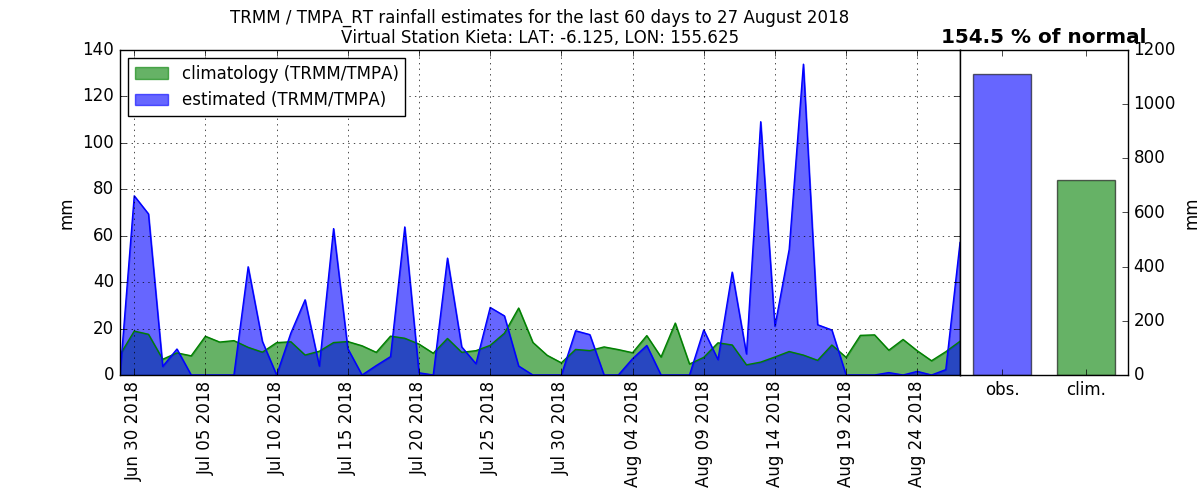 TRMM / TMPA_RT rainfall estimates for the last 60 days to 27 August 2018
Virtual Station Kieta: LAT: -6.125, LON: 155.625
154.5 % of normal
climatology (TRMM/TMPA)
estimated (TRMM/TMPA)
mm
140
120
100
80
60
40
20
0
Jun 30 2018
Jul 05 2018
Jul 10 2018
Jul 15 2018
Jul 20 2018
Jul 25 2018
Jul 30 2018
Aug 04 2018
Aug 09 2018
Aug 14 2018
Aug 19 2018
Aug 24 2018
obs.
clim.
1200
1000
800
600
400
200
0
mm